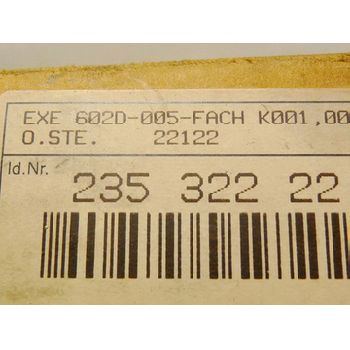 EXE 602D-005-FACH K001,00
O.STE. 22122
Id.Nr. 235 322 22